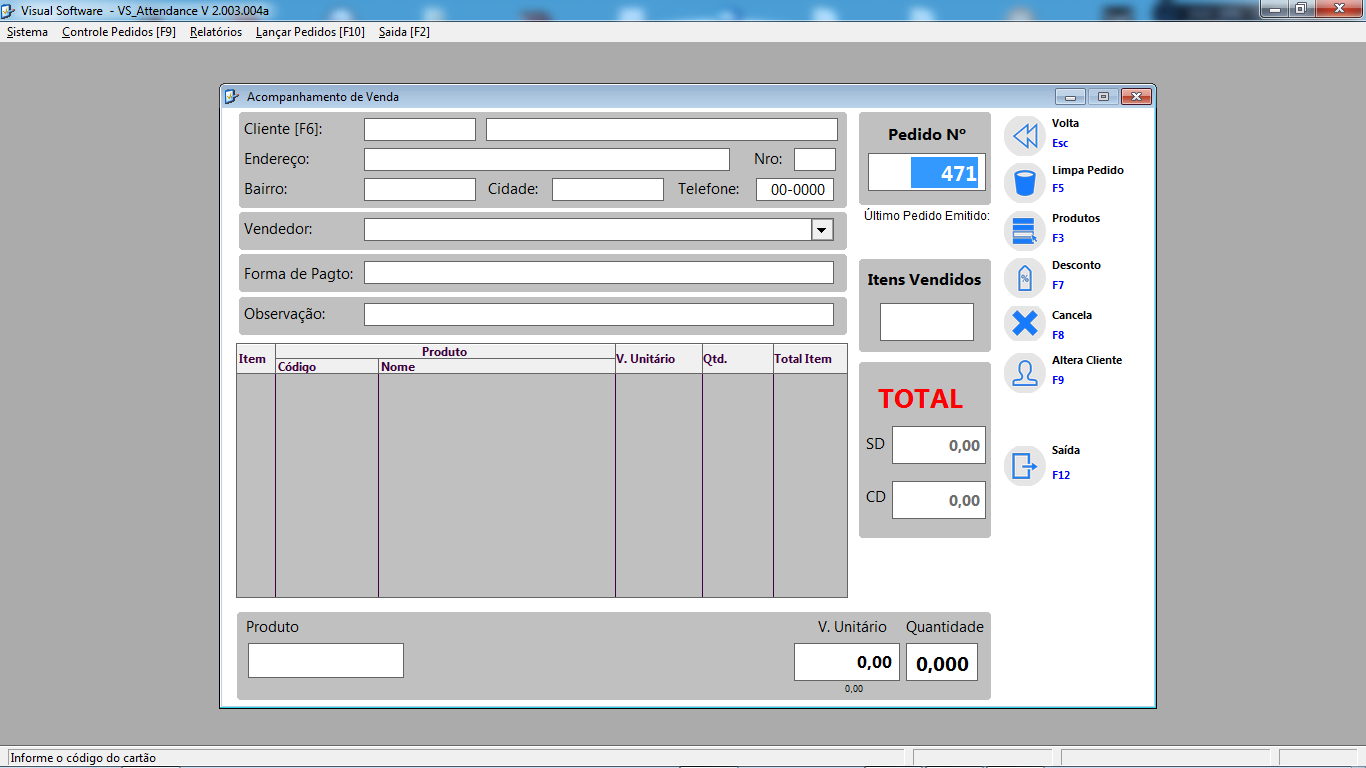 Visual Software - VS_Attendance V 2.003.004a
Sistema Controle Pedidos [F9] Relatórios Lançar Pedidos [F10] Saida [F2]
Acompanhamento de Venda
Cliente [F6]:
Endereço: Nro:
Bairro: Cidade: Telefone: 00-0000
Vendedor:
Forma de Pagto:
Observação:
Pedido Nº
471
Último Pedido Emitido:
Itens Vendidos
TOTAL
SD 0,00
CD 0,00
Volta
Esc
Limpa Pedido
F5
Produtos
F3
%
Desconto
F7
Cancela
F8
Altera Cliente
F9
Saída
F12
Item Produto V. Unitário Qtd. Total Item
Código Nome
Produto V. Unitário Quantidade
0,00 0,000
0,00
Informe o código do cartão